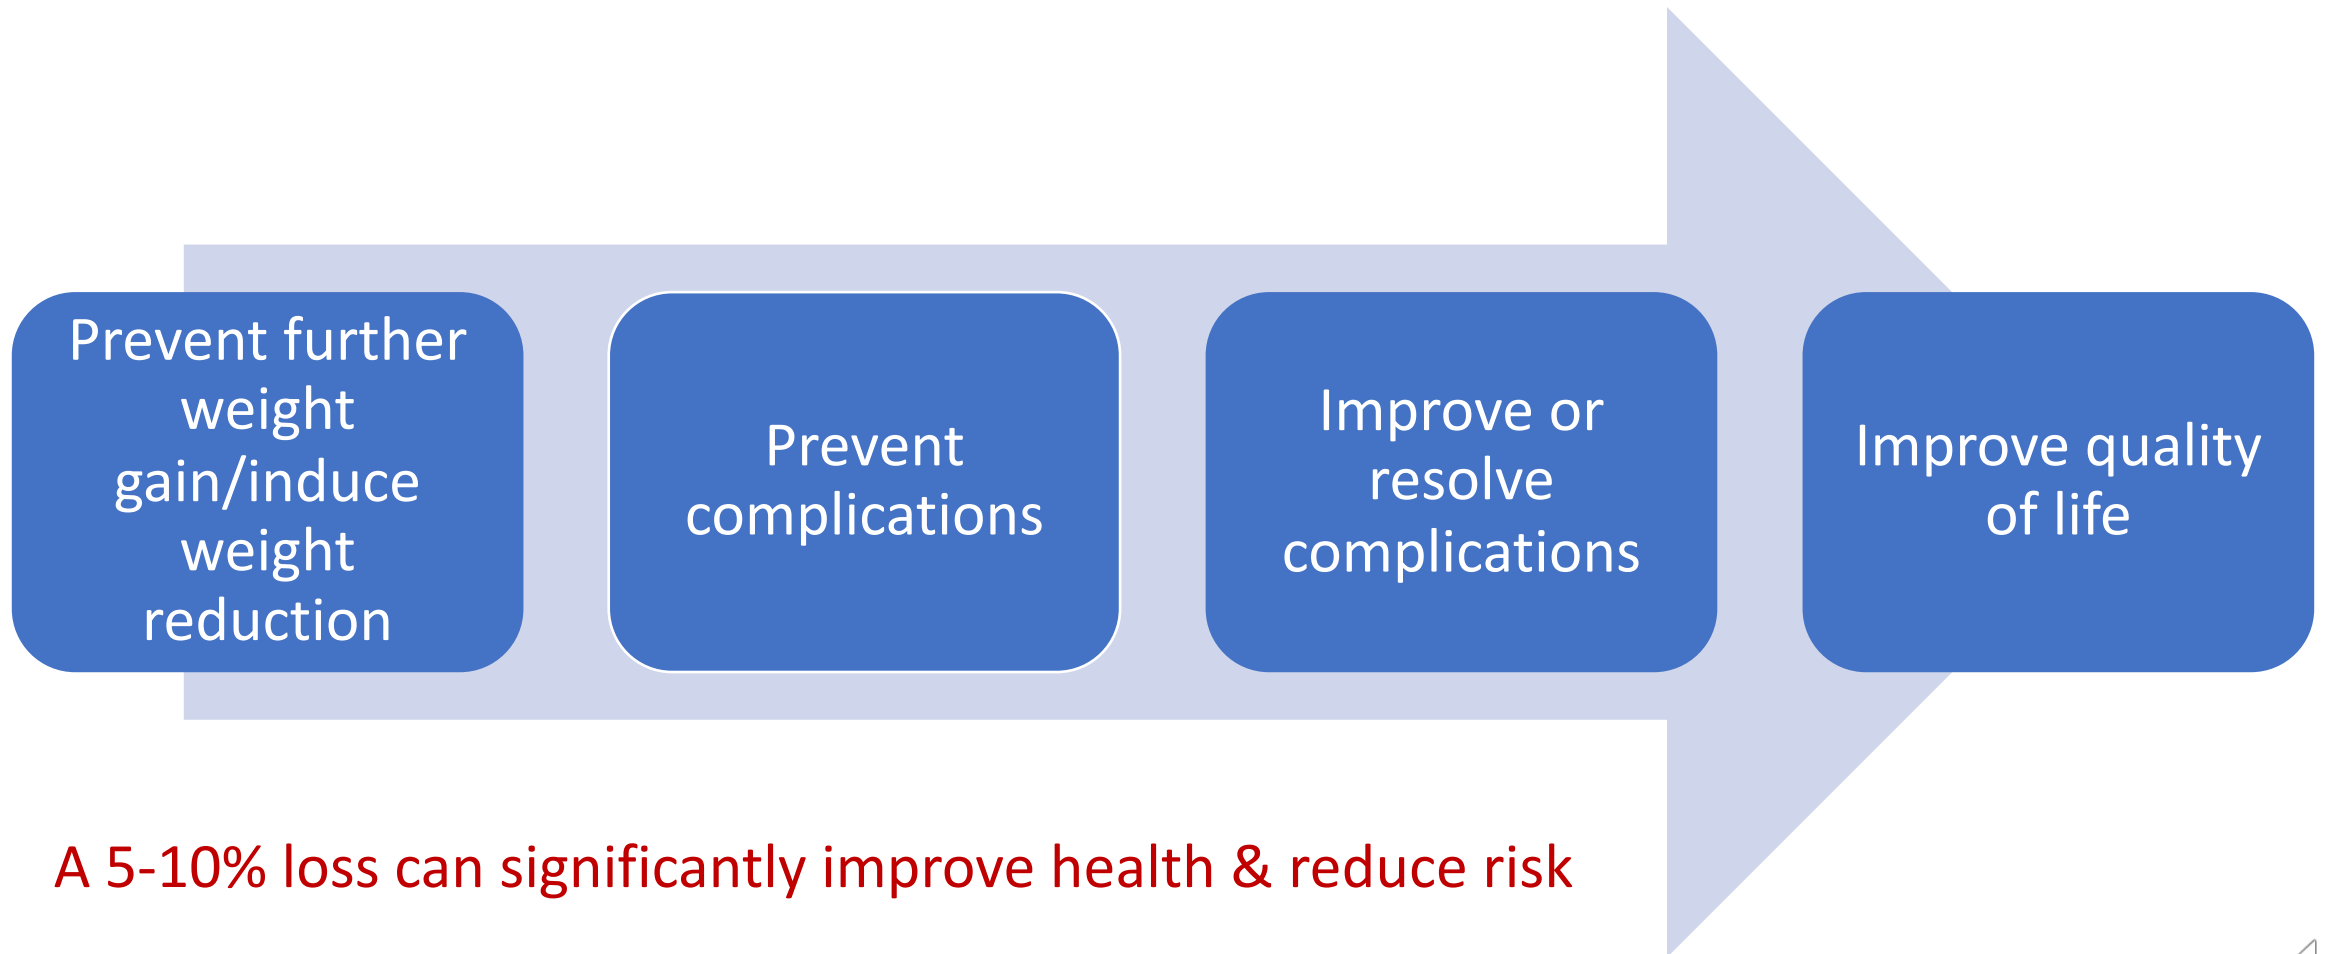 Prevent further
weight
gain/induce
weight
reduction
Prevent
complications
Improve or
resolve
complications
Improve quality
of life
A 5-10% loss can significantly improve health & reduce risk